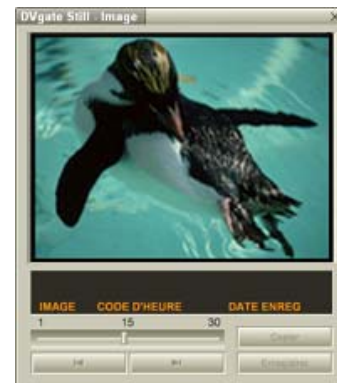 DVgate Still - Image
IMAGE CODE D'HEURE DATE ENREG
1 15 30
Copier
Enregistrer